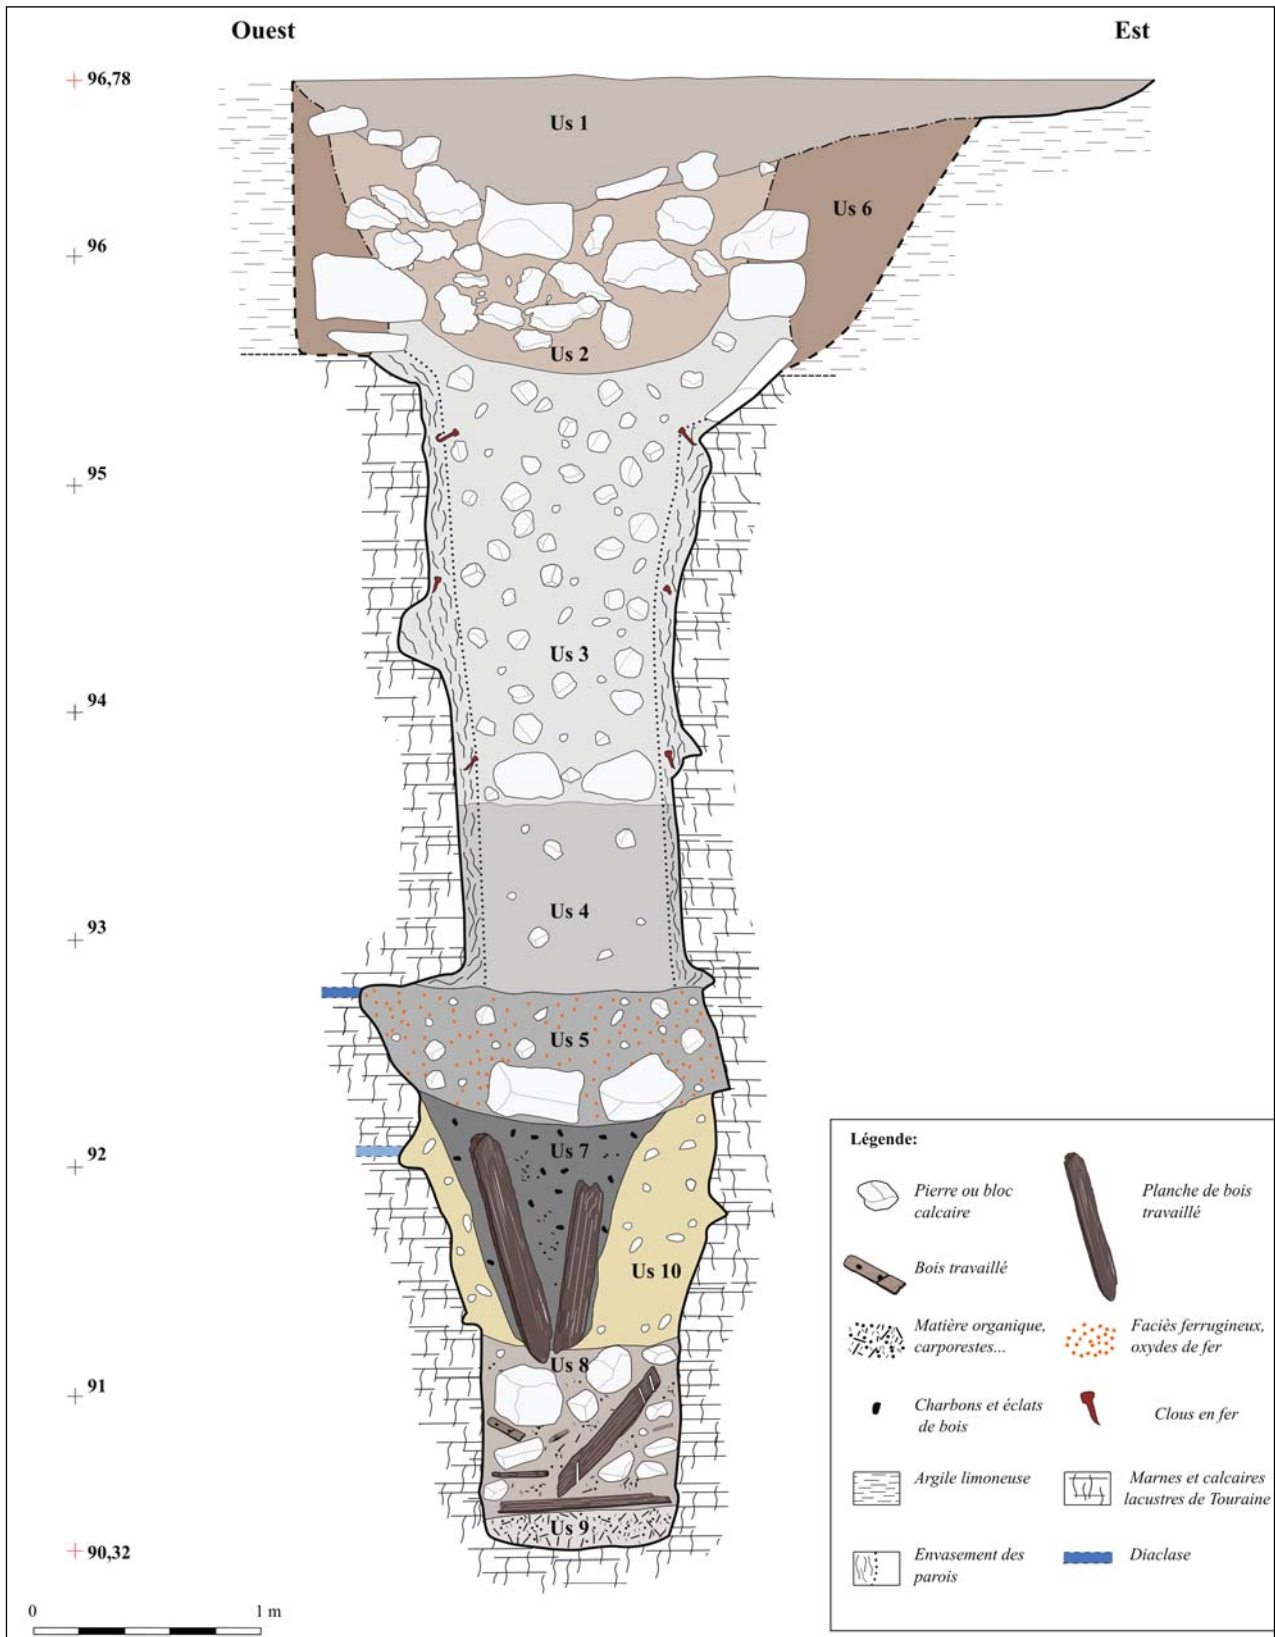 Ouest
Est
96,78
Us 1
Us 6
96
Us 2
95
Us 3
94
Us 4
93
Us 5
92
Us 7
Us 10
Us 8
91
Us 9
90,32
0
1 m
Légende:
Pierre ou bloc
calcaire
Planche de bois
travaillé
Bois travaillé
Matière organique,
carporestes...
Faciès ferrugineux,
oxydes de fer
Charbons et éclats
de bois
Clous en fer
Argile limoneuse
Marnes et calcaires
lacustres de Touraine
Envasement des
parois
Diaclase